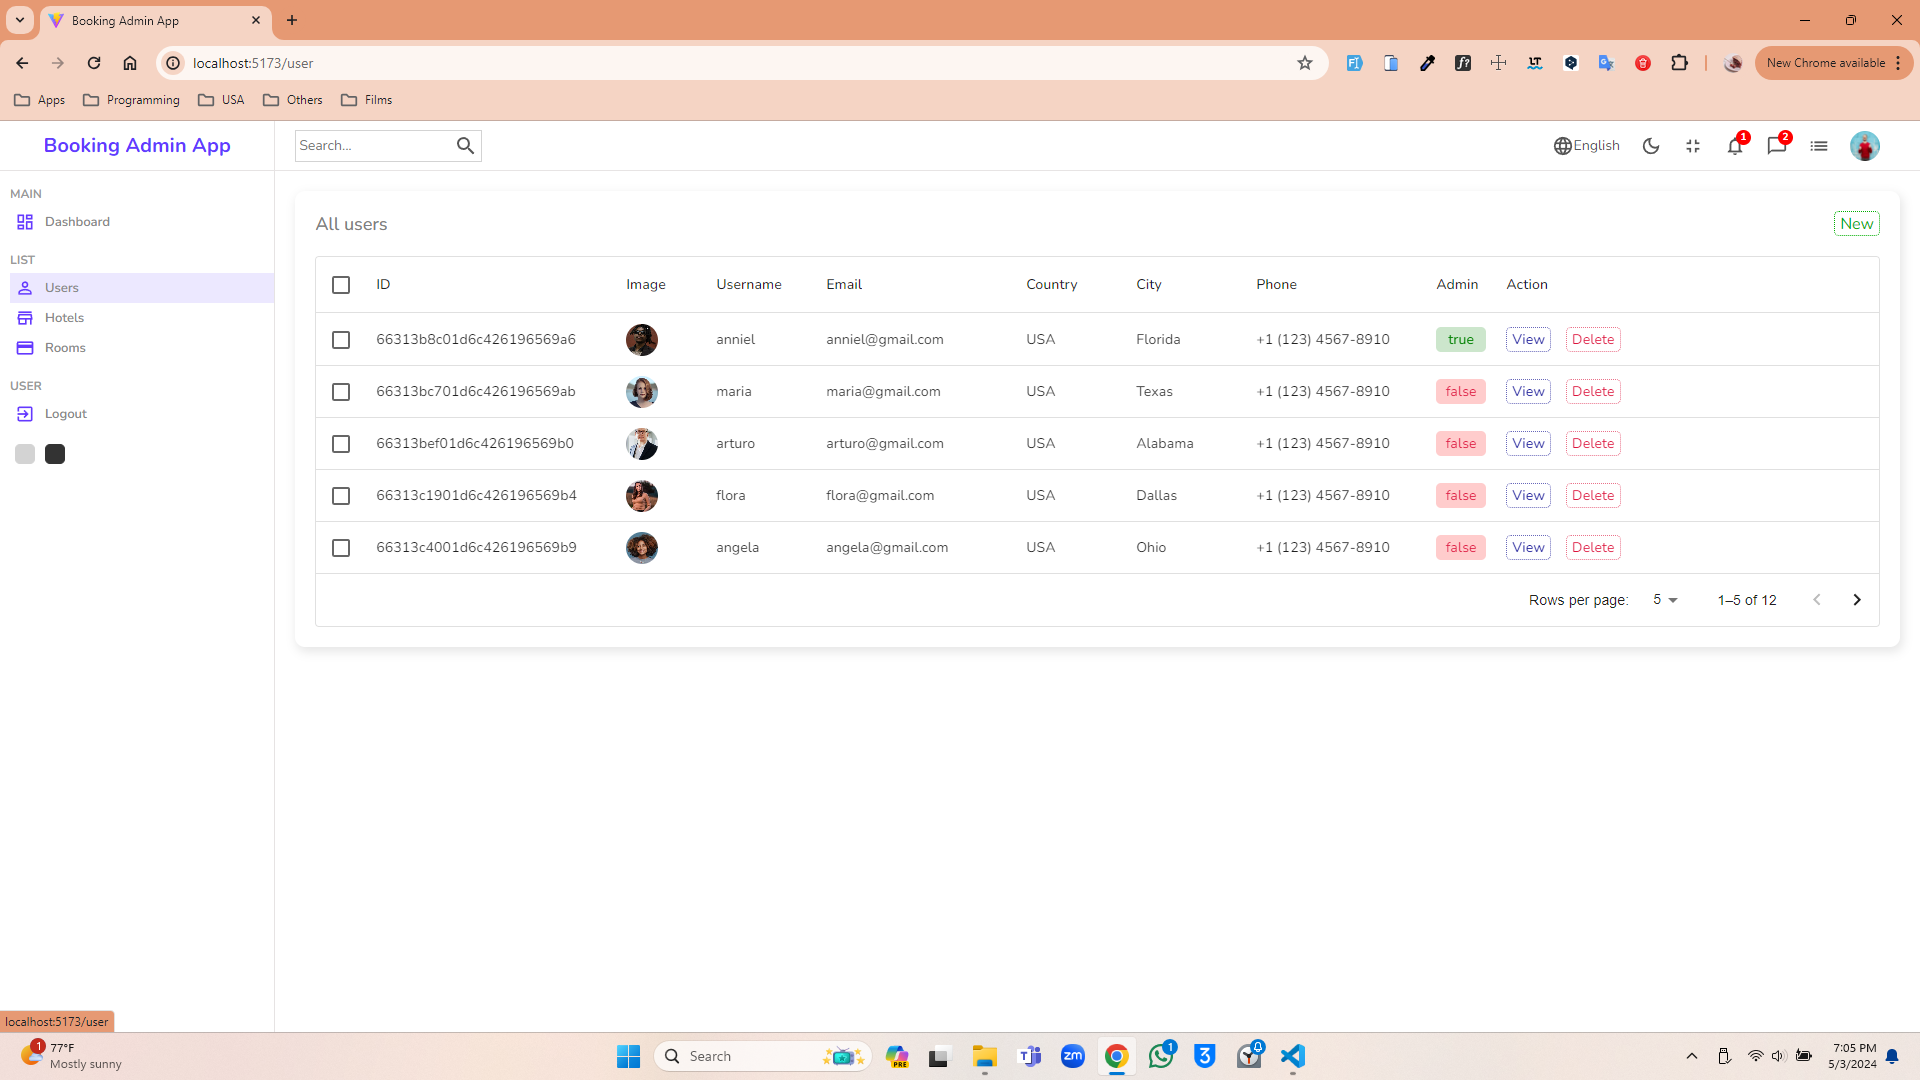 Booking Admin App
localhost:5173/user
New Chrome available
Apps Programming USA Others Films
Booking Admin App
Search...
English
1
2
MAIN
Dashboard
LIST
Users
Hotels
Rooms
USER
Logout
All users
New
ID Image Username Email Country City Phone Admin Action
66313b8c01d6c426196569a6 anniel anniel@gmail.com USA Florida +1 (123) 4567-8910 true View Delete
66313bc701d6c426196569ab maria maria@gmail.com USA Texas +1 (123) 4567-8910 false View Delete
66313bef01d6c426196569b0 arturo arturo@gmail.com USA Alabama +1 (123) 4567-8910 false View Delete
66313c1901d6c426196569b4 flora flora@gmail.com USA Dallas +1 (123) 4567-8910 false View Delete
66313c4001d6c426196569b9 angela angela@gmail.com USA Ohio +1 (123) 4567-8910 false View Delete
Rows per page: 5 1–5 of 12
localhost:5173/user
1
77°F
Mostly sunny
Search
PRE
zm
1
7:05 PM
5/3/2024